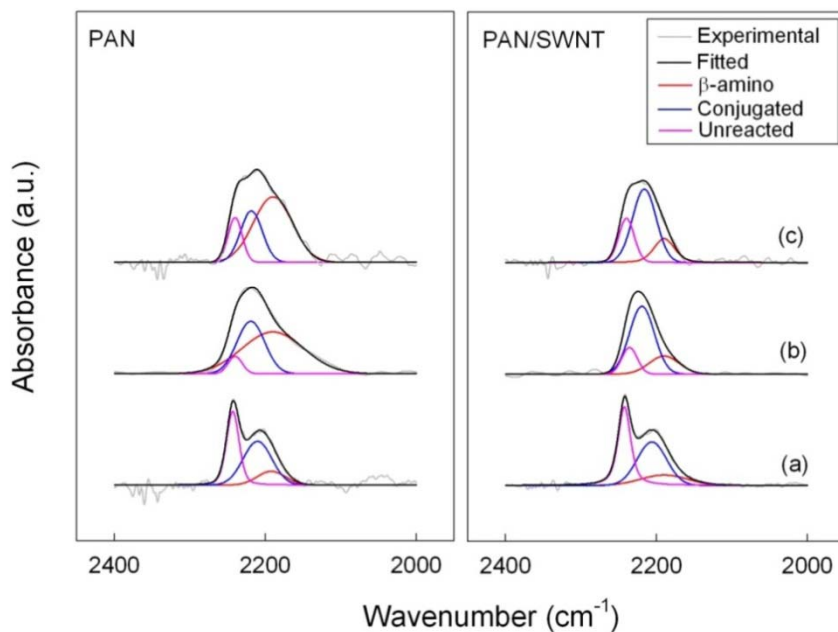 PAN
PAN/SWNT
Experimental
Fitted
β-amino
Conjugated
Unreacted
Absorbance (a.u.)
(c)
(b)
(a)
2400
2200
2000
2400
2200
2000
Wavenumber (cm⁻¹)